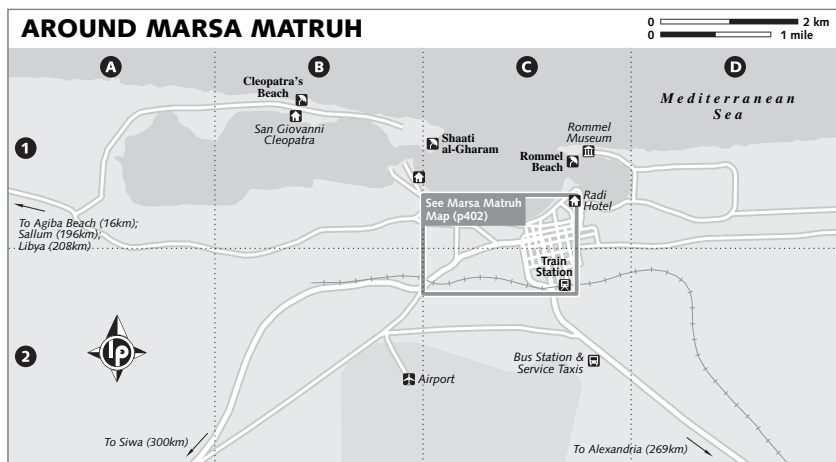 AROUND MARSA MATRUH
0 2 km
0 1 mile
A
B
C
D
Cleopatra's
Beach
San Giovanni
Cleopatra
Shaati
al-Gharam
Rommel
Museum
Rommel
Beach
Mediterranean
Sea
1
Radi
Hotel
See Marsa Matruh
Map (p402)
To Agiba Beach (16km);
Sallum (196km);
Libya (208km)
Train
Station
2
lp
Bus Station &
Service Taxis
Airport
To Siwa (300km)
To Alexandria (269km)